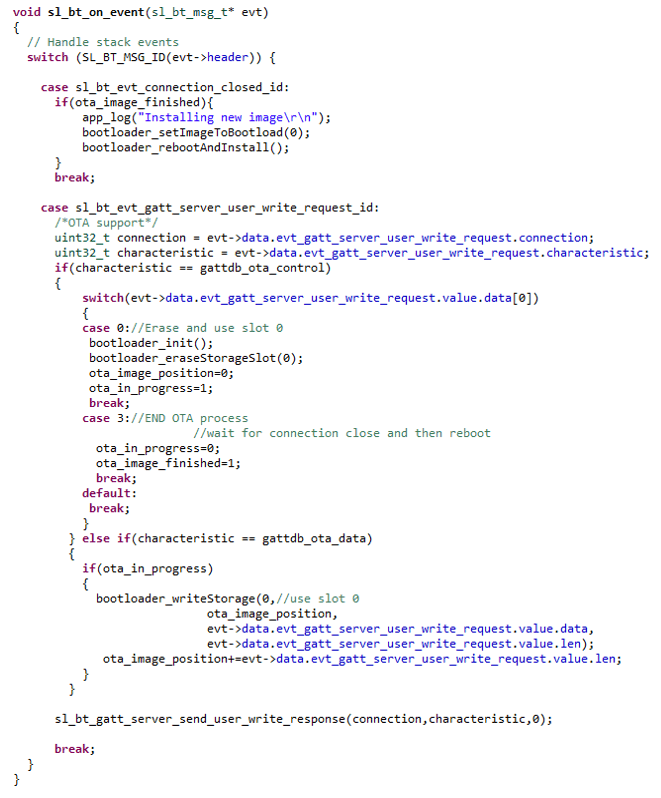 void sl_bt_on_event(sl_bt_msg_t* evt)
{
  // Handle stack events
  switch (SL_BT_MSG_ID(evt->header)) {

    case sl_bt_evt_connection_closed_id:
      if(ota_image_finished){
          app_log("Installing new image\r\n");
          bootloader_setImageToBootload(0);
          bootloader_rebootAndInstall();
      }
      break;

    case sl_bt_evt_gatt_server_user_write_request_id:
      /*OTA support*/
      uint32_t connection = evt->data.evt_gatt_server_user_write_request.connection;
      uint32_t characteristic = evt->data.evt_gatt_server_user_write_request.characteristic;
      if(characteristic == gattdb_ota_control)
      {
          switch(evt->data.evt_gatt_server_user_write_request.value.data[0])
          {
          case 0://Erase and use slot 0
           bootloader_init();
           bootloader_eraseStorageSlot(0);
           ota_image_position=0;
           ota_in_progress=1;
           break;
          case 3://END OTA process
                          //wait for connection close and then reboot
            ota_in_progress=0;
            ota_image_finished=1;
            break;
          default:
           break;
          }
        } else if(characteristic == gattdb_ota_data)
        {
          if(ota_in_progress)
          {
            bootloader_writeStorage(0,//use slot 0
                            ota_image_position,
                            evt->data.evt_gatt_server_user_write_request.value.data,
                            evt->data.evt_gatt_server_user_write_request.value.len);
             ota_image_position+=evt->data.evt_gatt_server_user_write_request.value.len;
          }
        }

      sl_bt_gatt_server_send_user_write_response(connection,characteristic,0);

      break;
  }
}